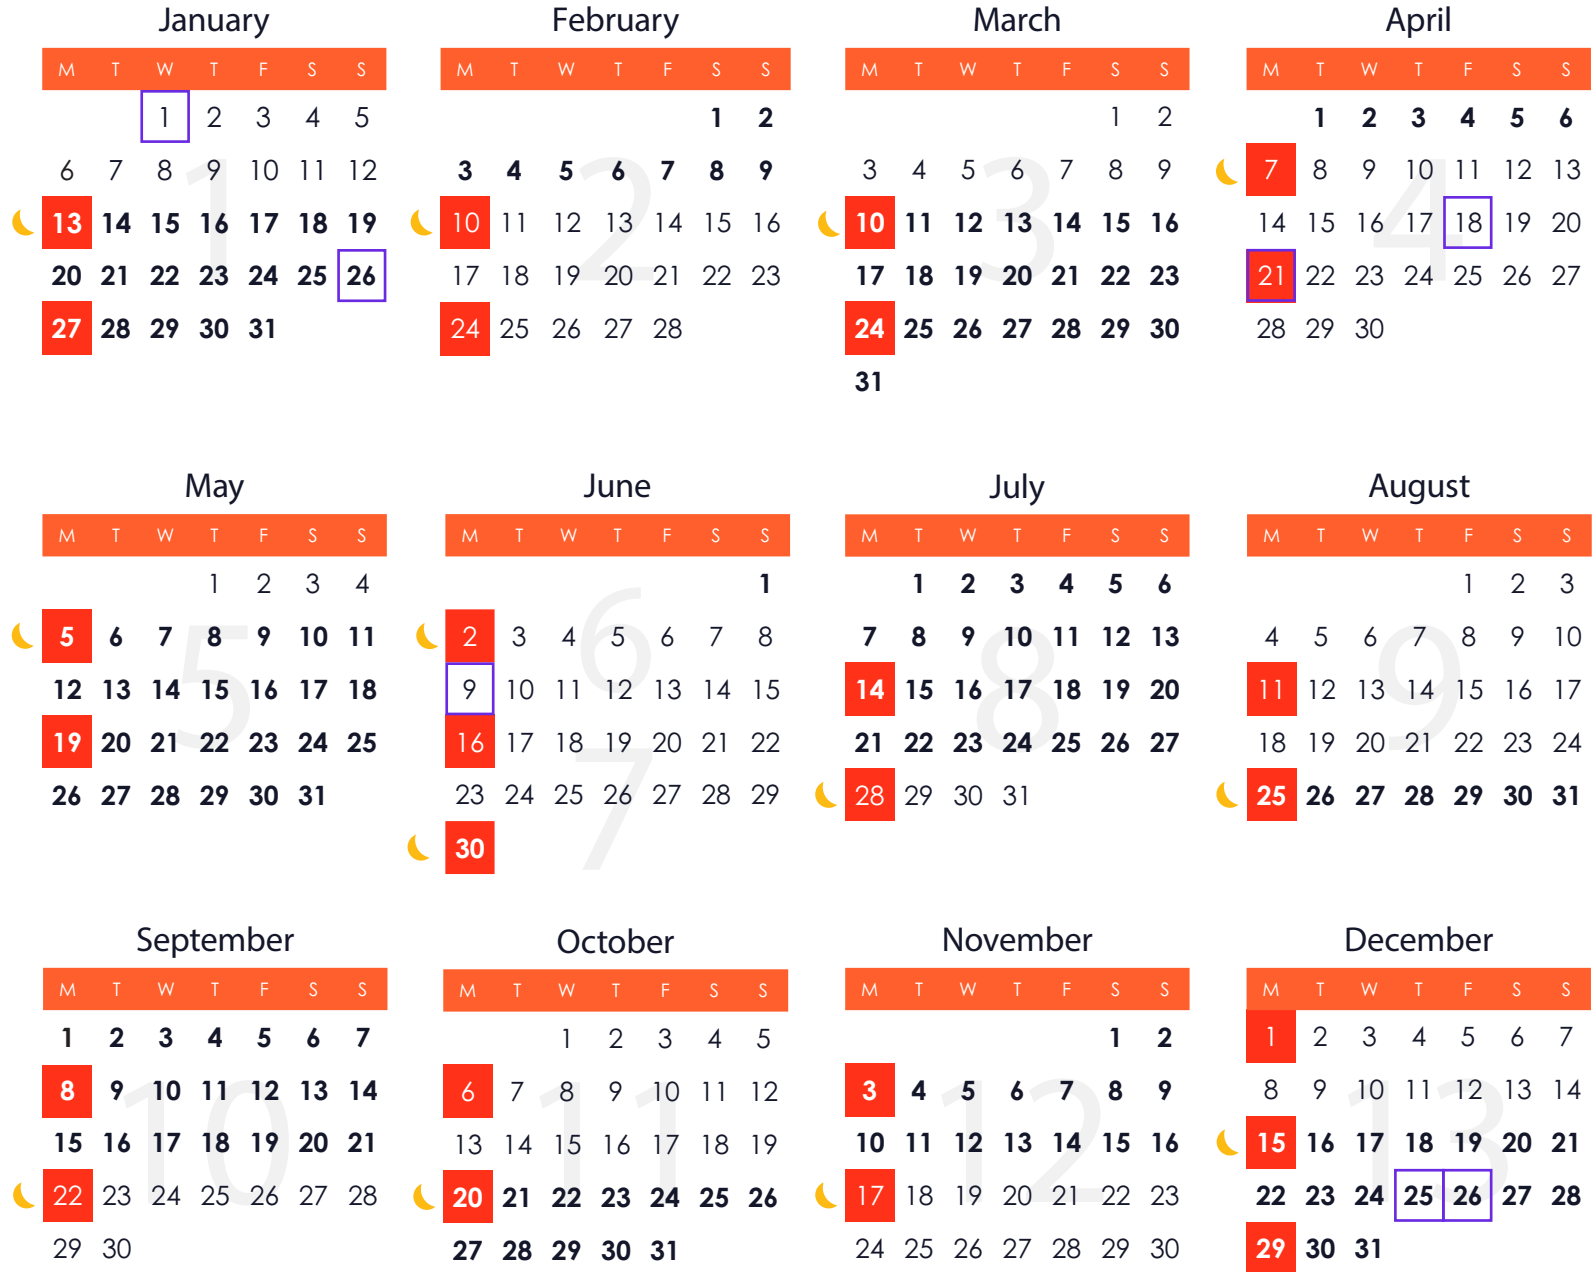 January February March April
M T W T F S S M T W T F S S M T W T F S S M T W T F S S
1 2 3 4 5 1 2 1 2 1 2 3 4 5 6
6 7 8 9 10 11 12 3 4 5 6 7 8 9 3 4 5 6 7 8 9 7 8 9 10 11 12 13
13 14 15 16 17 18 19 10 11 12 13 14 15 16 10 11 12 13 14 15 16 14 15 16 17 18 19 20
1 2 3 4
20 21 22 23 24 25 26 17 18 19 20 21 22 23 17 18 19 20 21 22 23 21 22 23 24 25 26 27
27 28 29 30 31 24 25 26 27 28 24 25 26 27 28 29 30 28 29 30
31
May June July August
M T W T F S S M T W T F S S M T W T F S S M T W T F S S
1 2 3 4 1 1 2 3 4 5 6 1 2 3
5 6 7 8 9 10 11 2 3 4 5 6 7 8 7 8 9 10 11 12 13 4 5 6 7 8 9 10
6
12 13 14 15 16 17 18 9 10 11 12 13 14 15 14 15 16 17 18 19 20 11 12 13 14 15 16 17
5 8 9
19 20 21 22 23 24 25 16 17 18 19 20 21 22 21 22 23 24 25 26 27 18 19 20 21 22 23 24
26 27 28 29 30 31 23 24 25 26 27 28 29 28 29 30 31 25 26 27 28 29 30 31
7
30
September October November December
M T W T F S S M T W T F S S M T W T F S S M T W T F S S
1 2 3 4 5 6 7 1 2 3 4 5 1 2 1 2 3 4 5 6 7
8 9 10 11 12 13 14 6 7 8 9 10 11 12 3 4 5 6 7 8 9 8 9 10 11 12 13 14
15 16 17 18 19 20 21 13 14 15 16 17 18 19 10 11 12 13 14 15 16 15 16 17 18 19 20 21
10 11 12 13
22 23 24 25 26 27 28 20 21 22 23 24 25 26 17 18 19 20 21 22 23 22 23 24 25 26 27 28
29 30 27 28 29 30 31 24 25 26 27 28 29 30 29 30 31